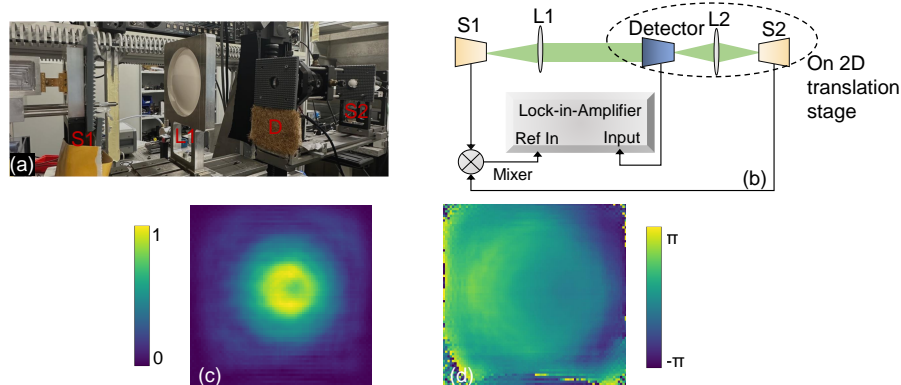 S1
L1
D
S2
(a)
S1
L1
Detector
L2
S2
On 2D
translation
stage
Lock-in-Amplifier
Ref In
Input
Mixer
(b)
1
0
(c)
π
-π
(d)